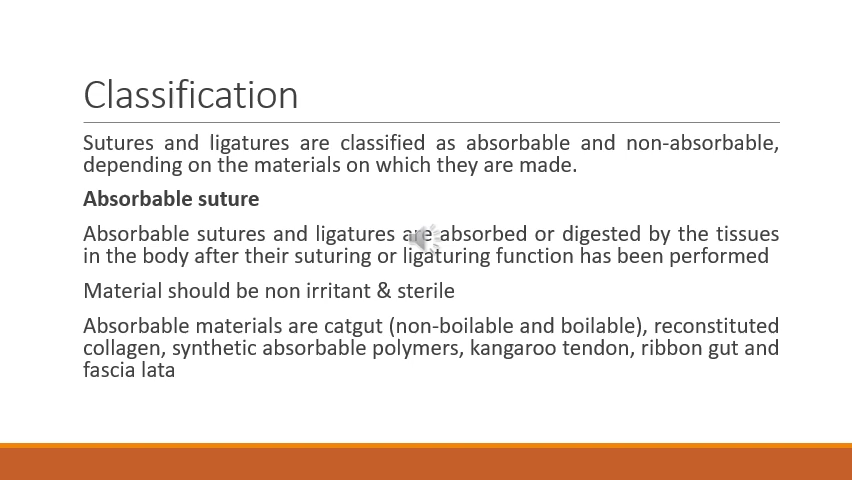 Classification
Sutures and ligatures are classified as absorbable and non-absorbable,
depending on the materials on which they are made.
Absorbable suture
Absorbable sutures and ligatures are absorbed or digested by the tissues
in the body after their suturing or ligaturing function has been performed
Material should be non irritant & sterile
Absorbable materials are catgut (non-boilable and boilable), reconstituted
collagen, synthetic absorbable polymers, kangaroo tendon, ribbon gut and
fascia lata